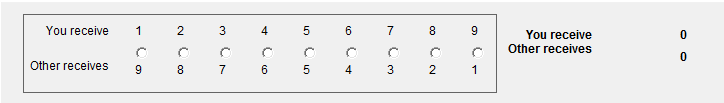 You receive 1 2 3 4 5 6 7 8 9
Other receives 9 8 7 6 5 4 3 2 1
You receive 0
Other receives 0